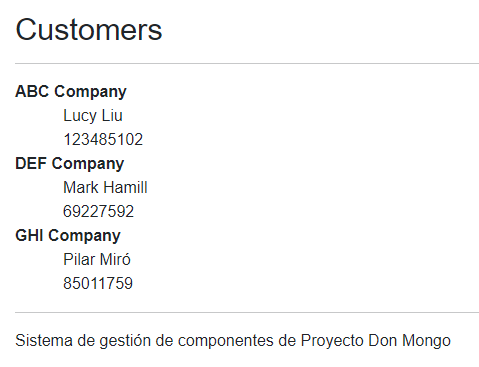 Customers
ABC Company
Lucy Liu
123485102
DEF Company
Mark Hamill
69227592
GHI Company
Pilar Miró
85011759
Sistema de gestión de componentes de Proyecto Don Mongo